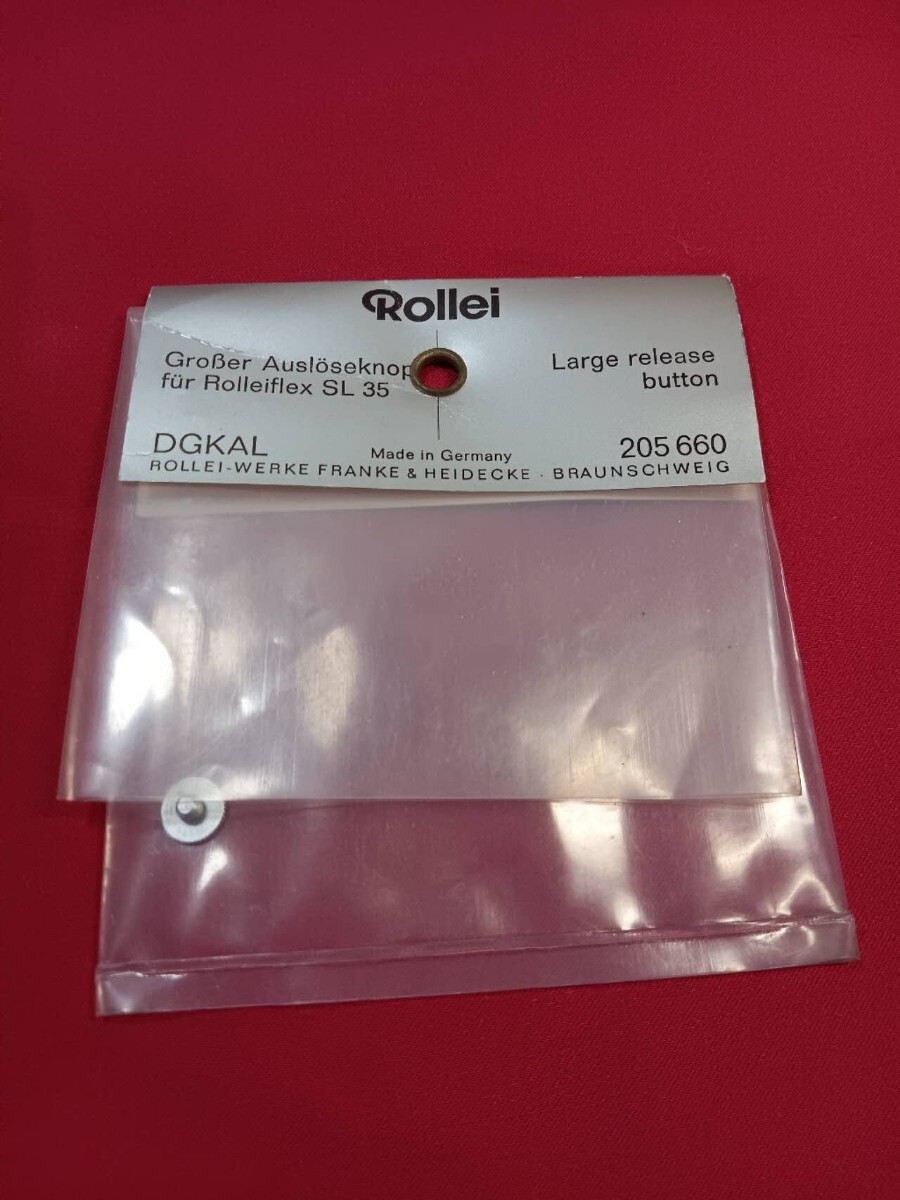 Rollei
Großer Auslöseknop
für Rolleiflex SL 35
Large release
button
DGKAL
Made in Germany
205 660
ROLLEI-WERKE FRANKE & HEIDECKE · BRAUNSCHWEIG